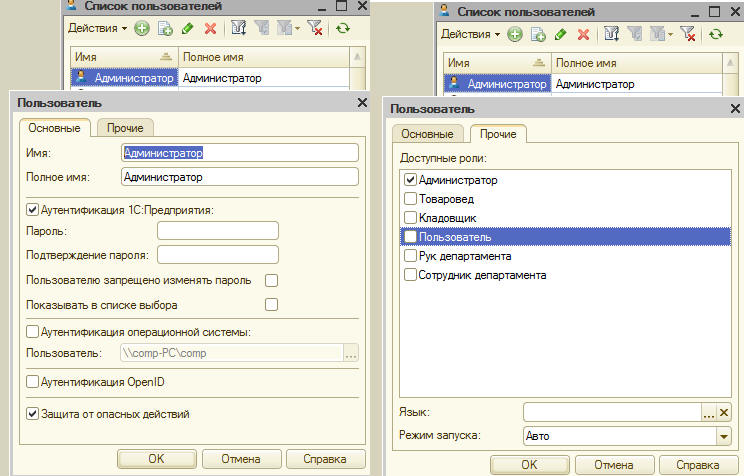 Список пользователей
Действия
Имя Полное имя
Администратор Администратор
Пользователь
Основные Прочие
Имя: Администратор
Полное имя: Администратор
Аутентификация 1С:Предприятия:
Пароль:
Подтверждение пароля:
Пользователю запрещено изменять пароль
Показывать в списке выбора
Аутентификация операционной системы:
Пользователь: \\comp-PC\comp ...
Аутентификация OpenID
Защита от опасных действий
OK Отмена Справка
Список пользователей
Действия
Имя Полное имя
Администратор Администратор
Пользователь
Основные Прочие
Доступные роли:
Администратор
Товаровед
Кладовщик
Пользователь
Рук департамента
Сотрудник департамента
Язык: ...
Режим запуска: Авто
OK Отмена Справка